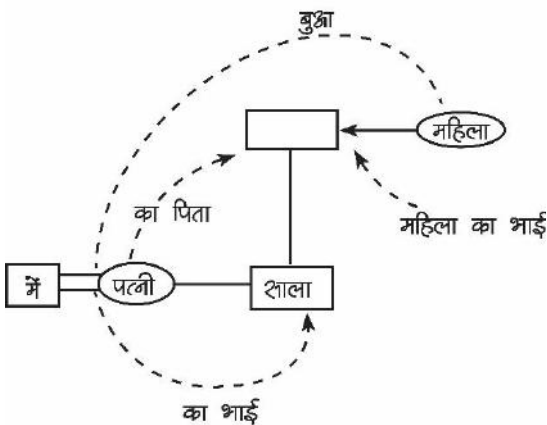 बुआ
महिला
का पिता
महिला का भाई
में
पत्नी
साला
का भाई